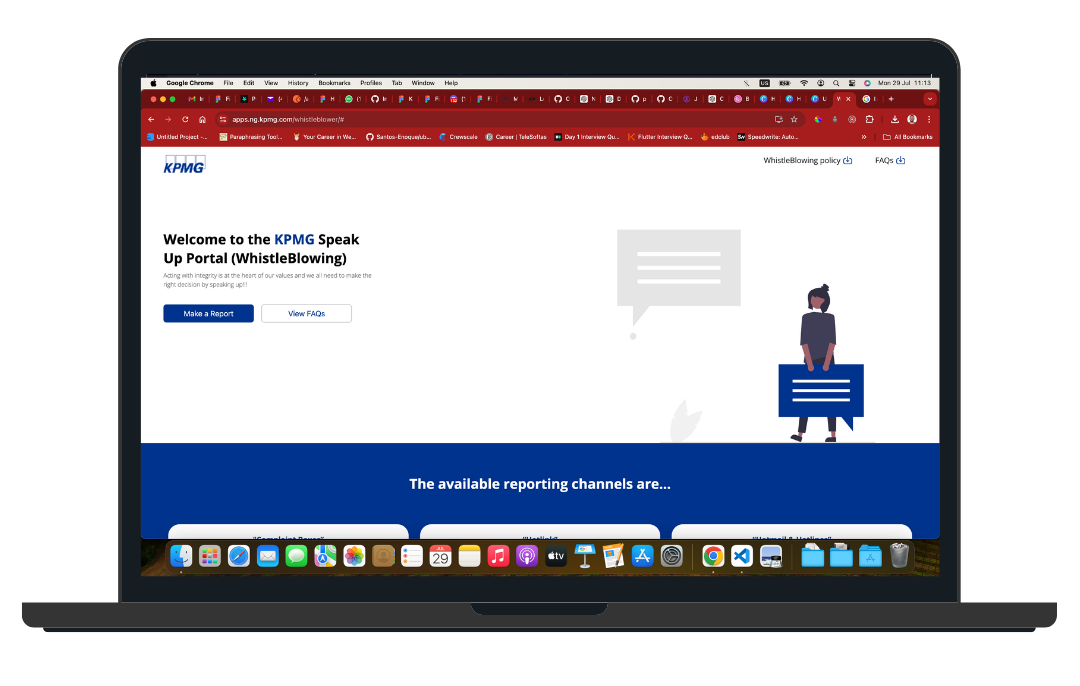 Google Chrome File Edit View History Bookmarks Profiles Tab Window Help
US
Mon 29 Jul 11:13
apps.ng.kpmg.com/whistleblower/#
Untitled Project -... Paraphrasing Tool... Your Career in We... Santos-Enoque/ub... Crewscale Career | TeleSoftas Day 1 Interview Qu... Flutter Interview Q... edclub Speedwrite: Auto... All Bookmarks
KPMG
WhistleBlowing policy FAQs
Welcome to the KPMG Speak
Up Portal (WhistleBlowing)
Acting with integrity is at the heart of our values and we all need to make the
right decision by speaking up!!!
Make a Report View FAQs
The available reporting channels are...
"Complaint Boxes" "Hotlink" "Hotmail & Hotlines"
29
tv